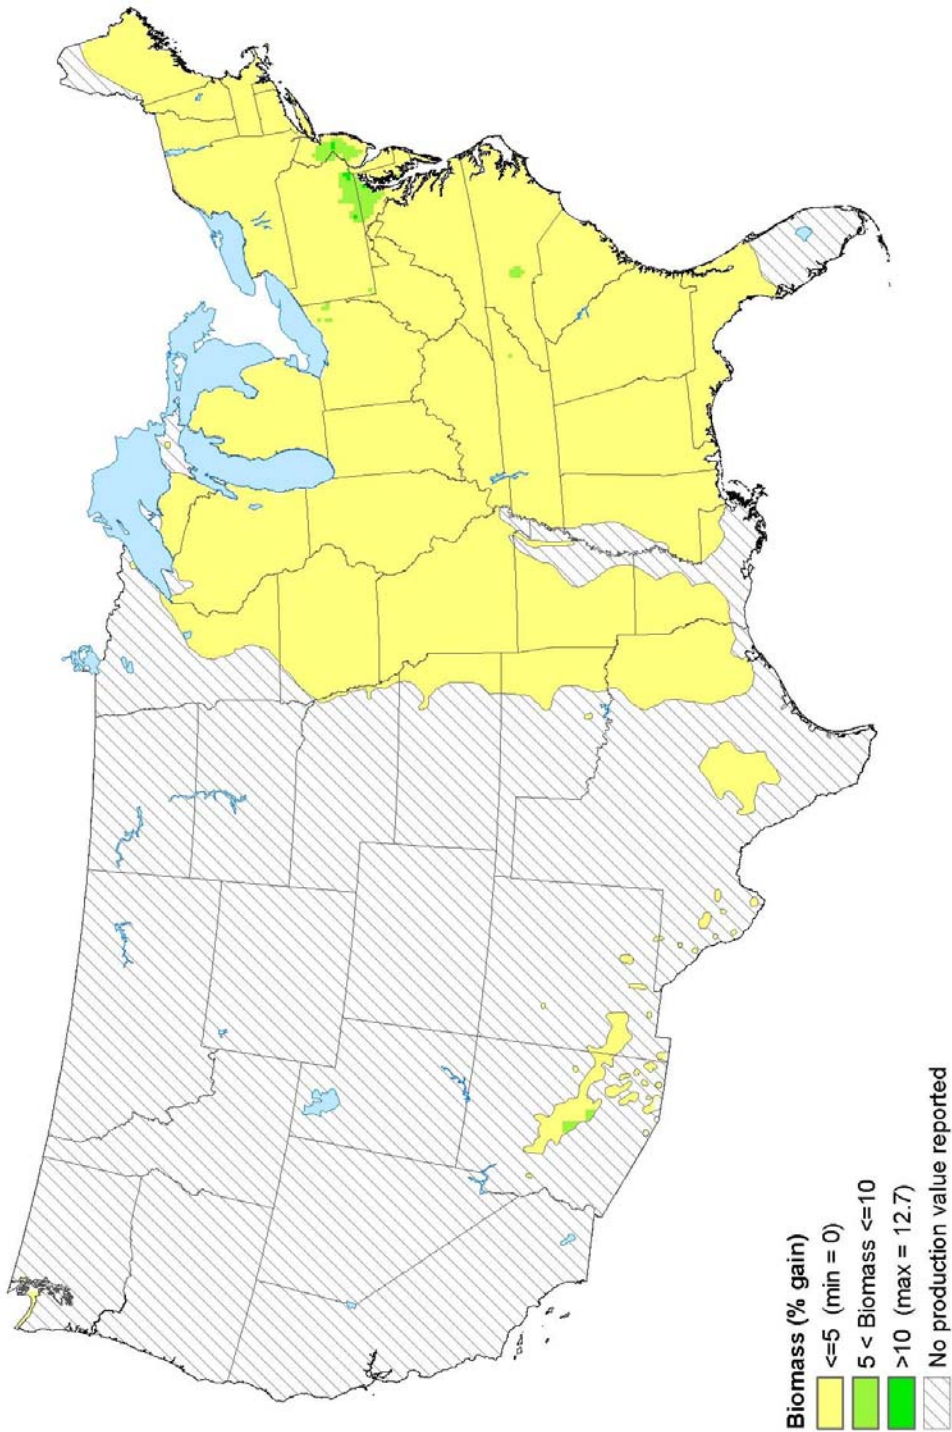 Biomass (% gain)
<=5 (min = 0)
5 < Biomass <=10
>10 (max = 12.7)
No production value reported